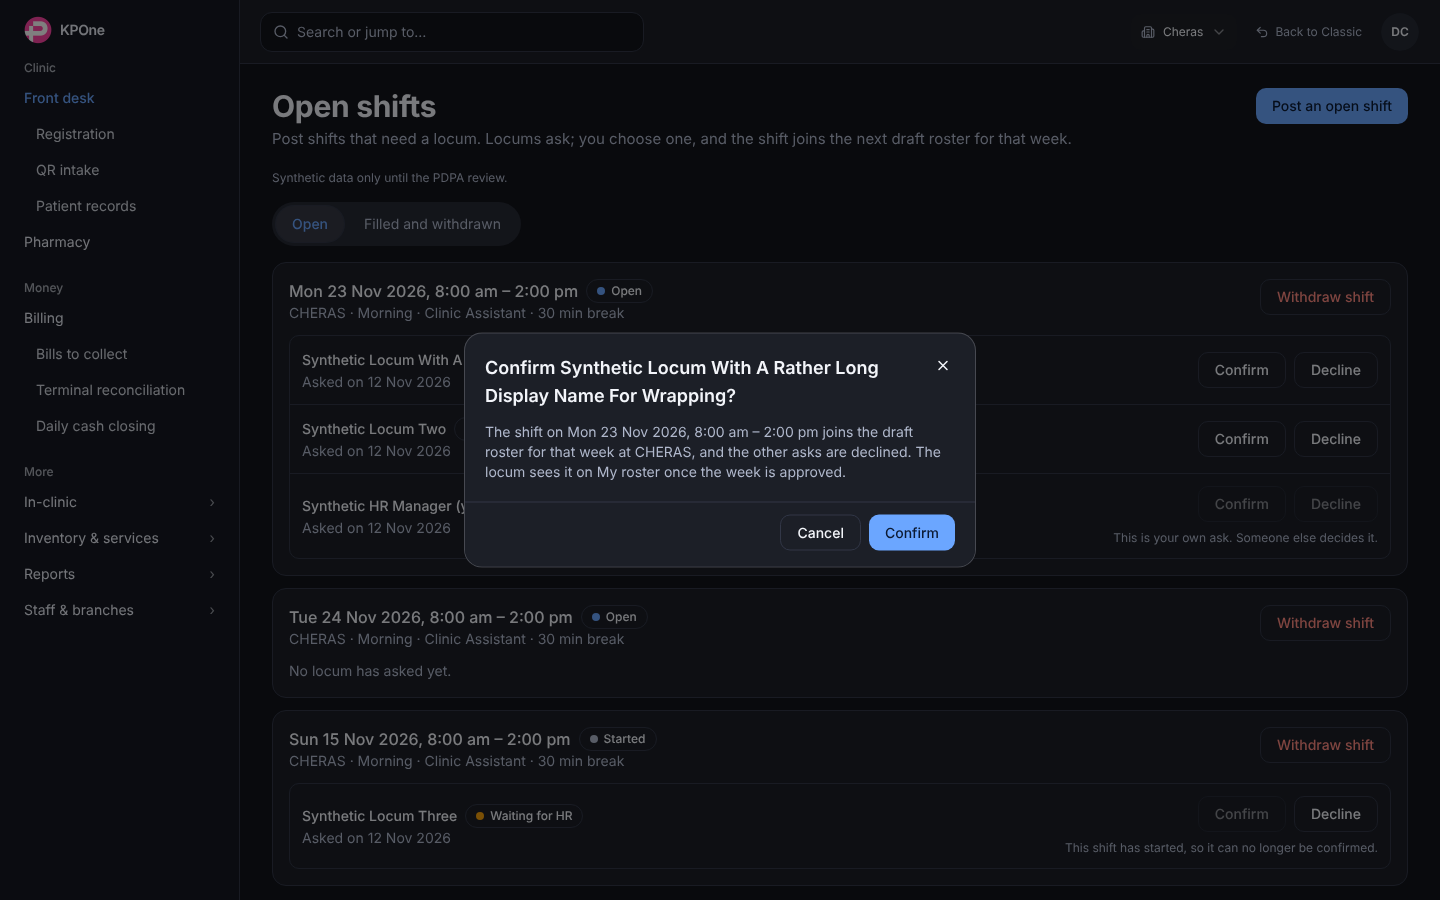 KPOne
Clinic
Front desk
Registration
QR intake
Patient records
Pharmacy
Money
Billing
Bills to collect
Terminal reconciliation
Daily cash closing
More
In-clinic
Inventory & services
Reports
Staff & branches
Search or jump to...
Cheras
Back to Classic
DC
Open shifts
Post an open shift
Post shifts that need a locum. Locums ask; you choose one, and the shift joins the next draft roster for that week.
Synthetic data only until the PDPA review.
Open
Filled and withdrawn
Mon 23 Nov 2026, 8:00 am – 2:00 pm
Open
Withdraw shift
CHERAS · Morning · Clinic Assistant · 30 min break
Synthetic Locum With A
Asked on 12 Nov 2026
Confirm
Decline
Synthetic Locum Two
Asked on 12 Nov 2026
Confirm
Decline
Synthetic HR Manager
Asked on 12 Nov 2026
Confirm
Decline
This is your own ask. Someone else decides it.
Confirm Synthetic Locum With A Rather Long
Display Name For Wrapping?
The shift on Mon 23 Nov 2026, 8:00 am – 2:00 pm joins the draft
roster for that week at CHERAS, and the other asks are declined. The
locum sees it on My roster once the week is approved.
Cancel
Confirm
Tue 24 Nov 2026, 8:00 am – 2:00 pm
Open
Withdraw shift
CHERAS · Morning · Clinic Assistant · 30 min break
No locum has asked yet.
Sun 15 Nov 2026, 8:00 am – 2:00 pm
Started
Withdraw shift
CHERAS · Morning · Clinic Assistant · 30 min break
Synthetic Locum Three
Waiting for HR
Asked on 12 Nov 2026
Confirm
Decline
This shift has started, so it can no longer be confirmed.